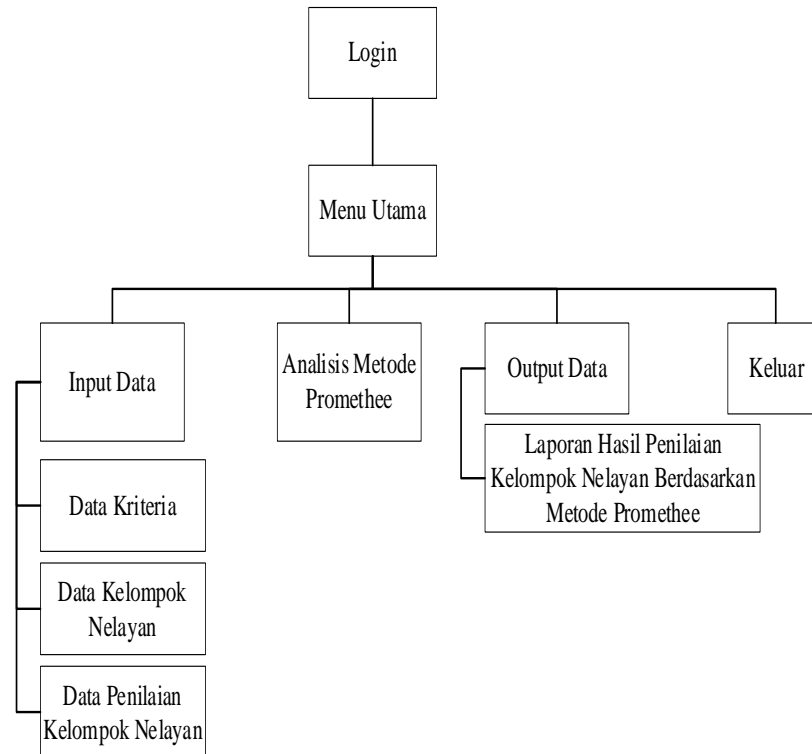 Login
Menu Utama
Input Data
Analisis Metode
Promethee
Output Data
Keluar
Data Kriteria
Data Kelompok
Nelayan
Data Penilaian
Kelompok Nelayan
Laporan Hasil Penilaian
Kelompok Nelayan Berdasarkan
Metode Promethee